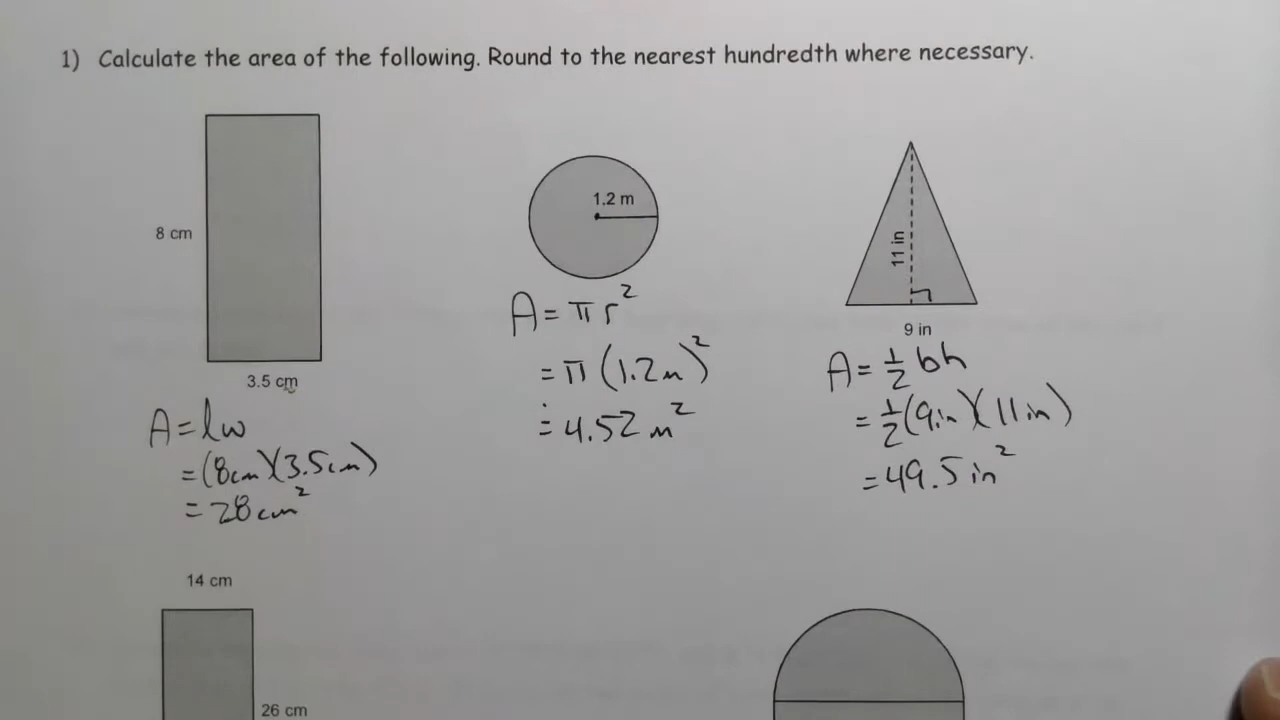 1) Calculate the area of the following. Round to the nearest hundredth where necessary.
8 cm
3.5 cm
A = lw
= (8cm)(3.5cm)
= 28cm²
1.2 m
A = πr²
= π(1.2m)²
≐ 4.52 m²
11 in
9 in
A = ½bh
= ½(9in)(11in)
= 49.5 in²
14 cm
26 cm